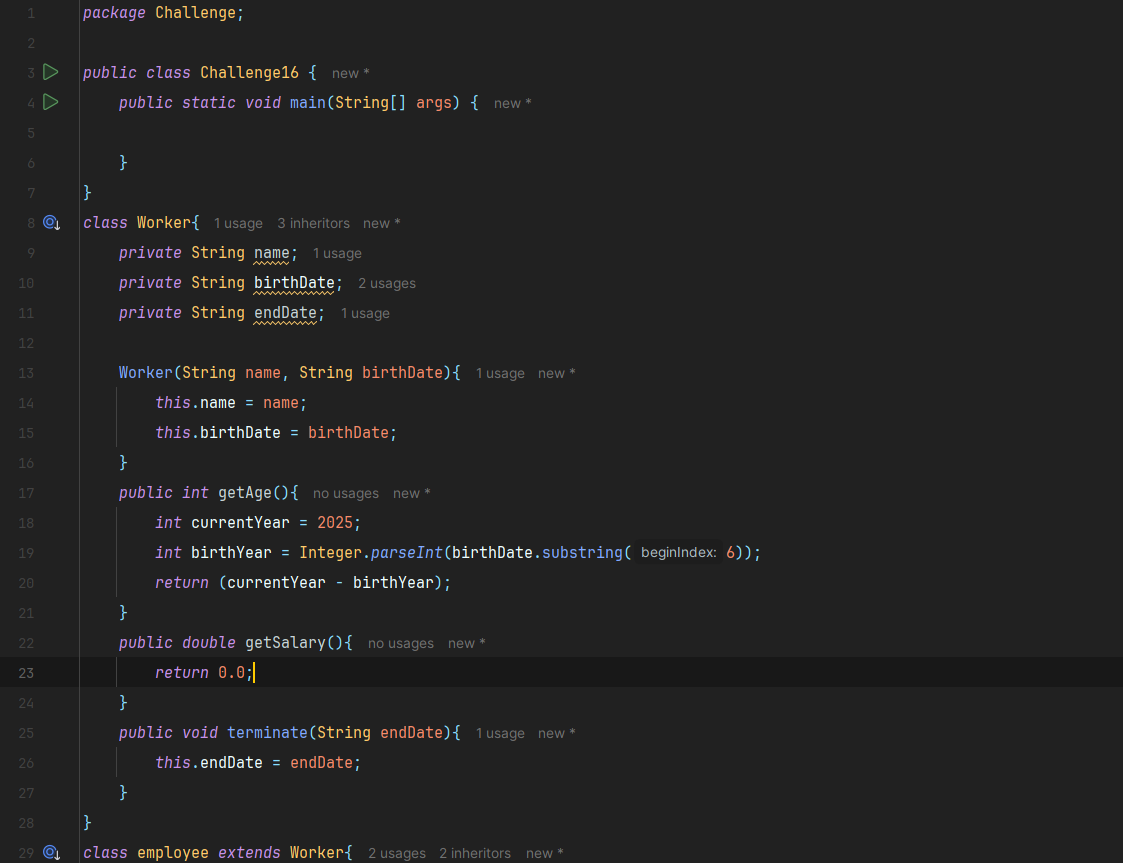 1 package Challenge;
2
3 public class Challenge16 { new *
4 public static void main(String[] args) { new *
5
6 }
7 }
8 class Worker{ 1 usage 3 inheritors new *
9 private String name; 1 usage
10 private String birthDate; 2 usages
11 private String endDate; 1 usage
12
13 Worker(String name, String birthDate){ 1 usage new *
14 this.name = name;
15 this.birthDate = birthDate;
16 }
17 public int getAge(){ no usages new *
18 int currentYear = 2025;
19 int birthYear = Integer.parseInt(birthDate.substring( beginIndex: 6));
20 return (currentYear - birthYear);
21 }
22 public double getSalary(){ no usages new *
23 return 0.0;
24 }
25 public void terminate(String endDate){ 1 usage new *
26 this.endDate = endDate;
27 }
28 }
29 class employee extends Worker{ 2 usages 2 inheritors new *